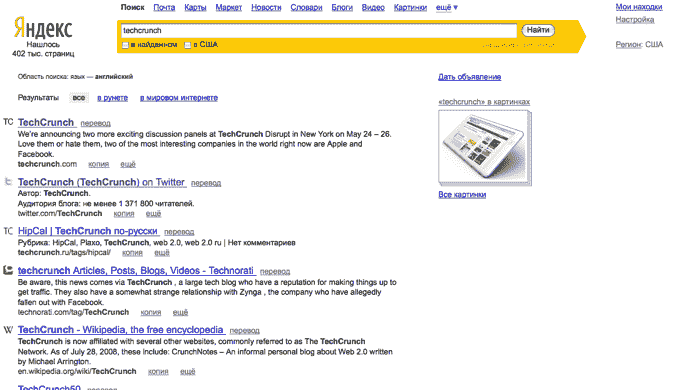 Поиск Почта Карты Маркет Новости Словари Блоги Видео Картинки ещё ▼
Мои находки
Настройка
Регион: США
Яндекс
Нашлось
402 тыс. страниц
techcrunch
Найти
в найденном в США
Область поиска: язык — английский
Результаты все в рунете в мировом интернете
TechCrunch перевод
We're announcing two more exciting discussion panels at TechCrunch Disrupt in New York on May 24 – 26.
Love them or hate them, two of the most interesting companies in the world right now are Apple and
Facebook.
techcrunch.com копия ещё
TechCrunch (TechCrunch) on Twitter перевод
Автор: TechCrunch.
Аудитория блога: не менее 1 371 800 читателей.
twitter.com/TechCrunch копия ещё
HipCal | TechCrunch по-русски перевод
Рубрика: HipCal, Plaxo, TechCrunch, web 2.0, web 2.0 ru | Нет комментариев
techcrunch.ru/tags/hipcal/ копия ещё
techcrunch Articles, Posts, Blogs, Videos - Technorati перевод
Be aware, this news comes via TechCrunch , a large tech blog who have a reputation for making things up to
get traffic. They also have a somewhat strange relationship with Zynga , the company who have allegedly
fallen out with Facebook.
technorati.com/tag/TechCrunch копия ещё
TechCrunch - Wikipedia, the free encyclopedia перевод
TechCrunch is now affiliated with several other websites, commonly referred to as The TechCrunch
Network. As of July 28, 2008, these include: CrunchNotes – An informal personal blog about Web 2.0 written
by Michael Arrington.
en.wikipedia.org/wiki/TechCrunch копия ещё
TechCrunch50 перевод
Дать объявление
«techcrunch» в картинках
Все картинки